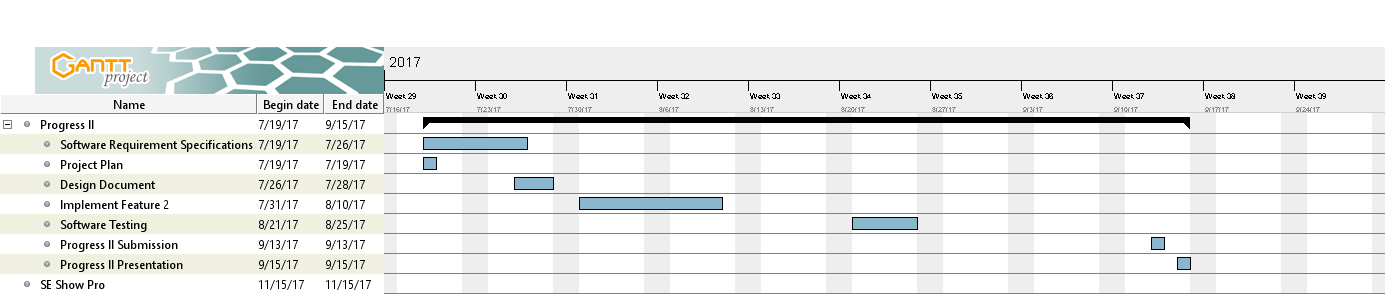 GANTT
project
2017
Week 29 Week 30 Week 31 Week 32 Week 33 Week 34 Week 35 Week 36 Week 37 Week 38 Week 39
7/16/17 7/23/17 7/30/17 8/6/17 8/13/17 8/20/17 8/27/17 9/3/17 9/10/17 9/17/17 9/24/17
Name Begin date End date
Progress II 7/19/17 9/15/17
Software Requirement Specifications 7/19/17 7/26/17
Project Plan 7/19/17 7/19/17
Design Document 7/26/17 7/28/17
Implement Feature 2 7/31/17 8/10/17
Software Testing 8/21/17 8/25/17
Progress II Submission 9/13/17 9/13/17
Progress II Presentation 9/15/17 9/15/17
SE Show Pro 11/15/17 11/15/17